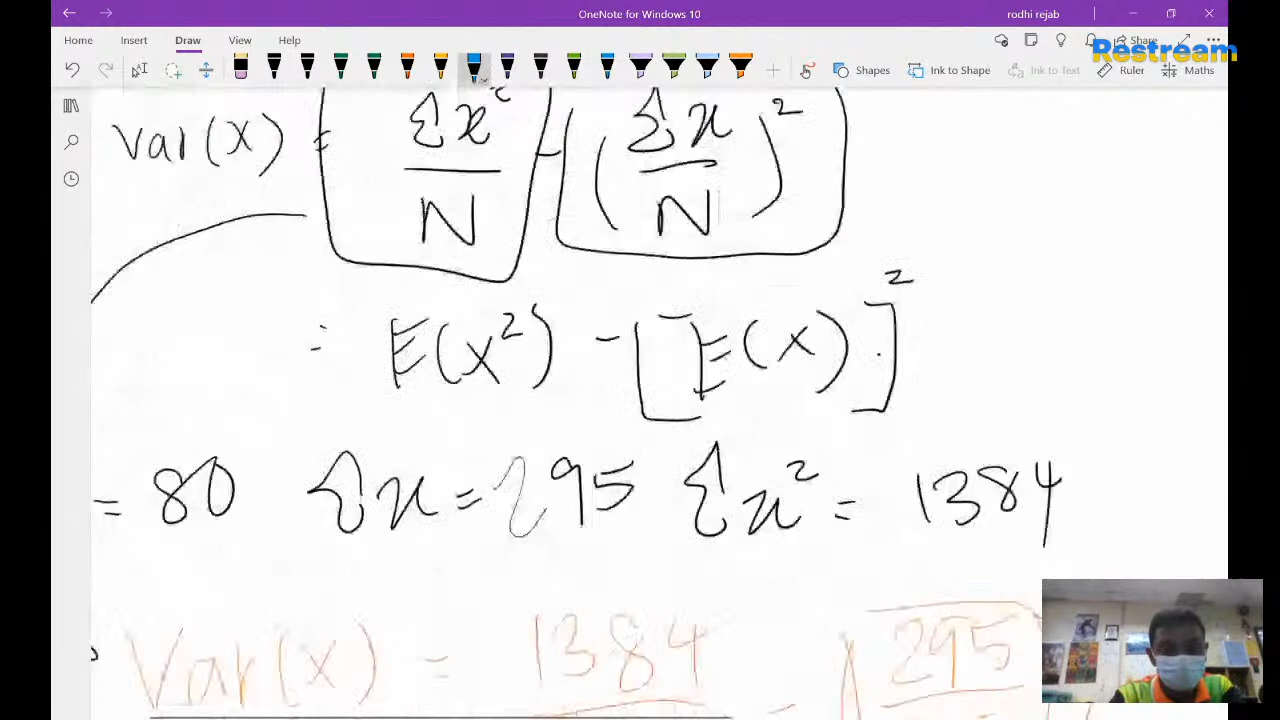 OneNote for Windows 10
rodhi rejab
Home Insert Draw View Help
Share
Restream
Shapes Ink to Shape Ink to Text Ruler Maths
Var(X) = Σx² / N - (Σx / N)²
= E(X²) - [E(X)]²
= 80 Σx = 295 Σx² = 1384
Var(X) = 1384 - 295